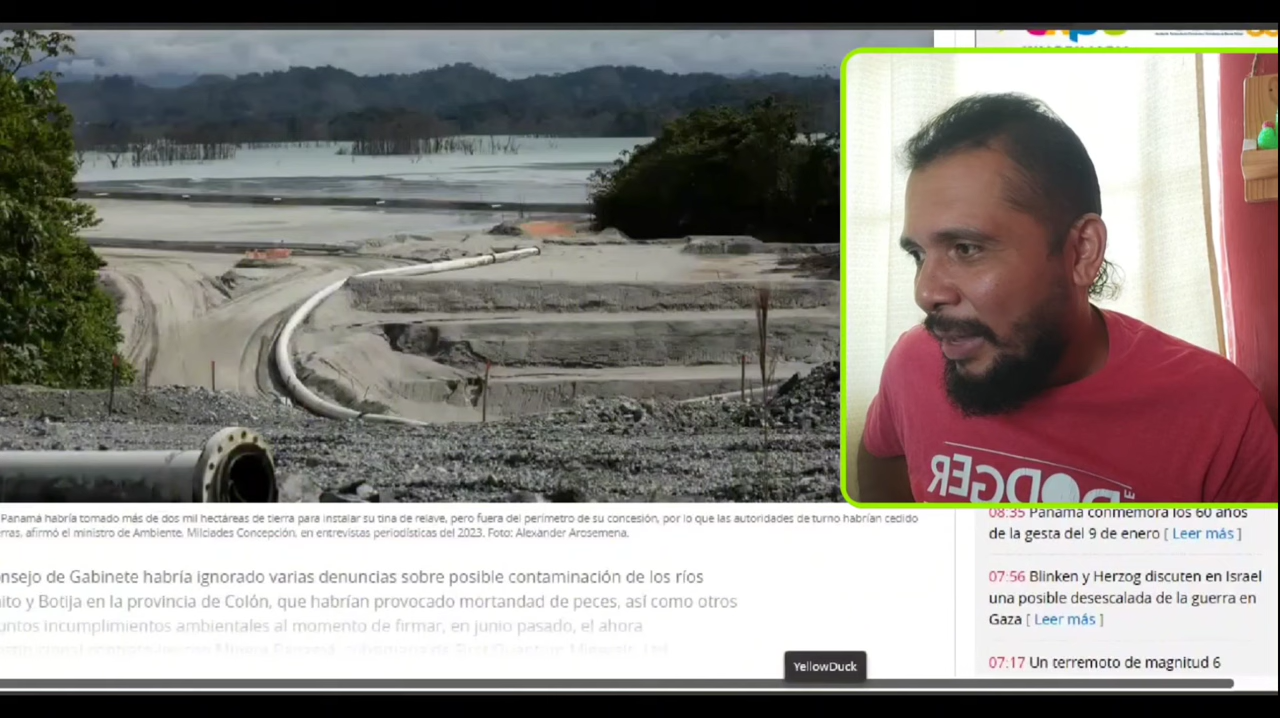 Panamá habría tomado más de dos mil hectáreas de tierra para instalar su tina de relave, pero fuera del perímetro de su concesión, por lo que las autoridades de turno habrían cedido
afirmó el ministro de Ambiente, Milciades Concepción, en entrevistas periodísticas del 2023. Foto: Alexander Arosemena.
de Gabinete habría ignorado varias denuncias sobre posible contaminación de los ríos
y Botija en la provincia de Colón, que habrían provocado mortandad de peces, así como otros
incumplimientos ambientales al momento de firmar, en junio pasado, el ahora
DODGER
08:35 Panamá conmemora los 60 años
de la gesta del 9 de enero [ Leer más ]
07:56 Blinken y Herzog discuten en Israel
una posible desescalada de la guerra en
Gaza [ Leer más ]
07:17 Un terremoto de magnitud 6
YellowDuck